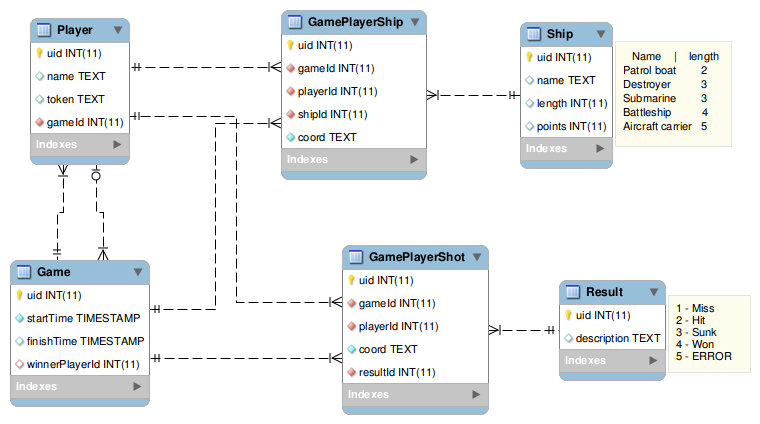 Player
uid INT(11)
name TEXT
token TEXT
gameId INT(11)
Indexes
GamePlayerShip
uid INT(11)
gameId INT(11)
playerId INT(11)
shipId INT(11)
coord TEXT
Indexes
Ship
uid INT(11)
name TEXT
length INT(11)
points INT(11)
Indexes
Name | length
Patrol boat 2
Destroyer 3
Submarine 3
Battleship 4
Aircraft carrier 5
Game
uid INT(11)
startTime TIMESTAMP
finishTime TIMESTAMP
winnerPlayerId INT(11)
Indexes
GamePlayerShot
uid INT(11)
gameId INT(11)
playerId INT(11)
coord TEXT
resultId INT(11)
Indexes
Result
uid INT(11)
description TEXT
Indexes
1 - Miss
2 - Hit
3 - Sunk
4 - Won
5 - ERROR